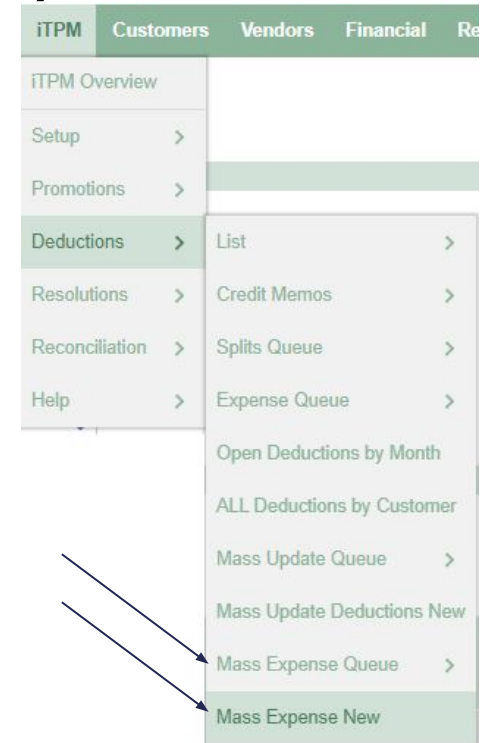 iTPM Customers Vendors Financial Re
iTPM Overview
Setup
Promotions
Deductions
List
Resolutions
Credit Memos
Reconciliation
Splits Queue
Help
Expense Queue
Open Deductions by Month
ALL Deductions by Customer
Mass Update Queue
Mass Update Deductions New
Mass Expense Queue
Mass Expense New